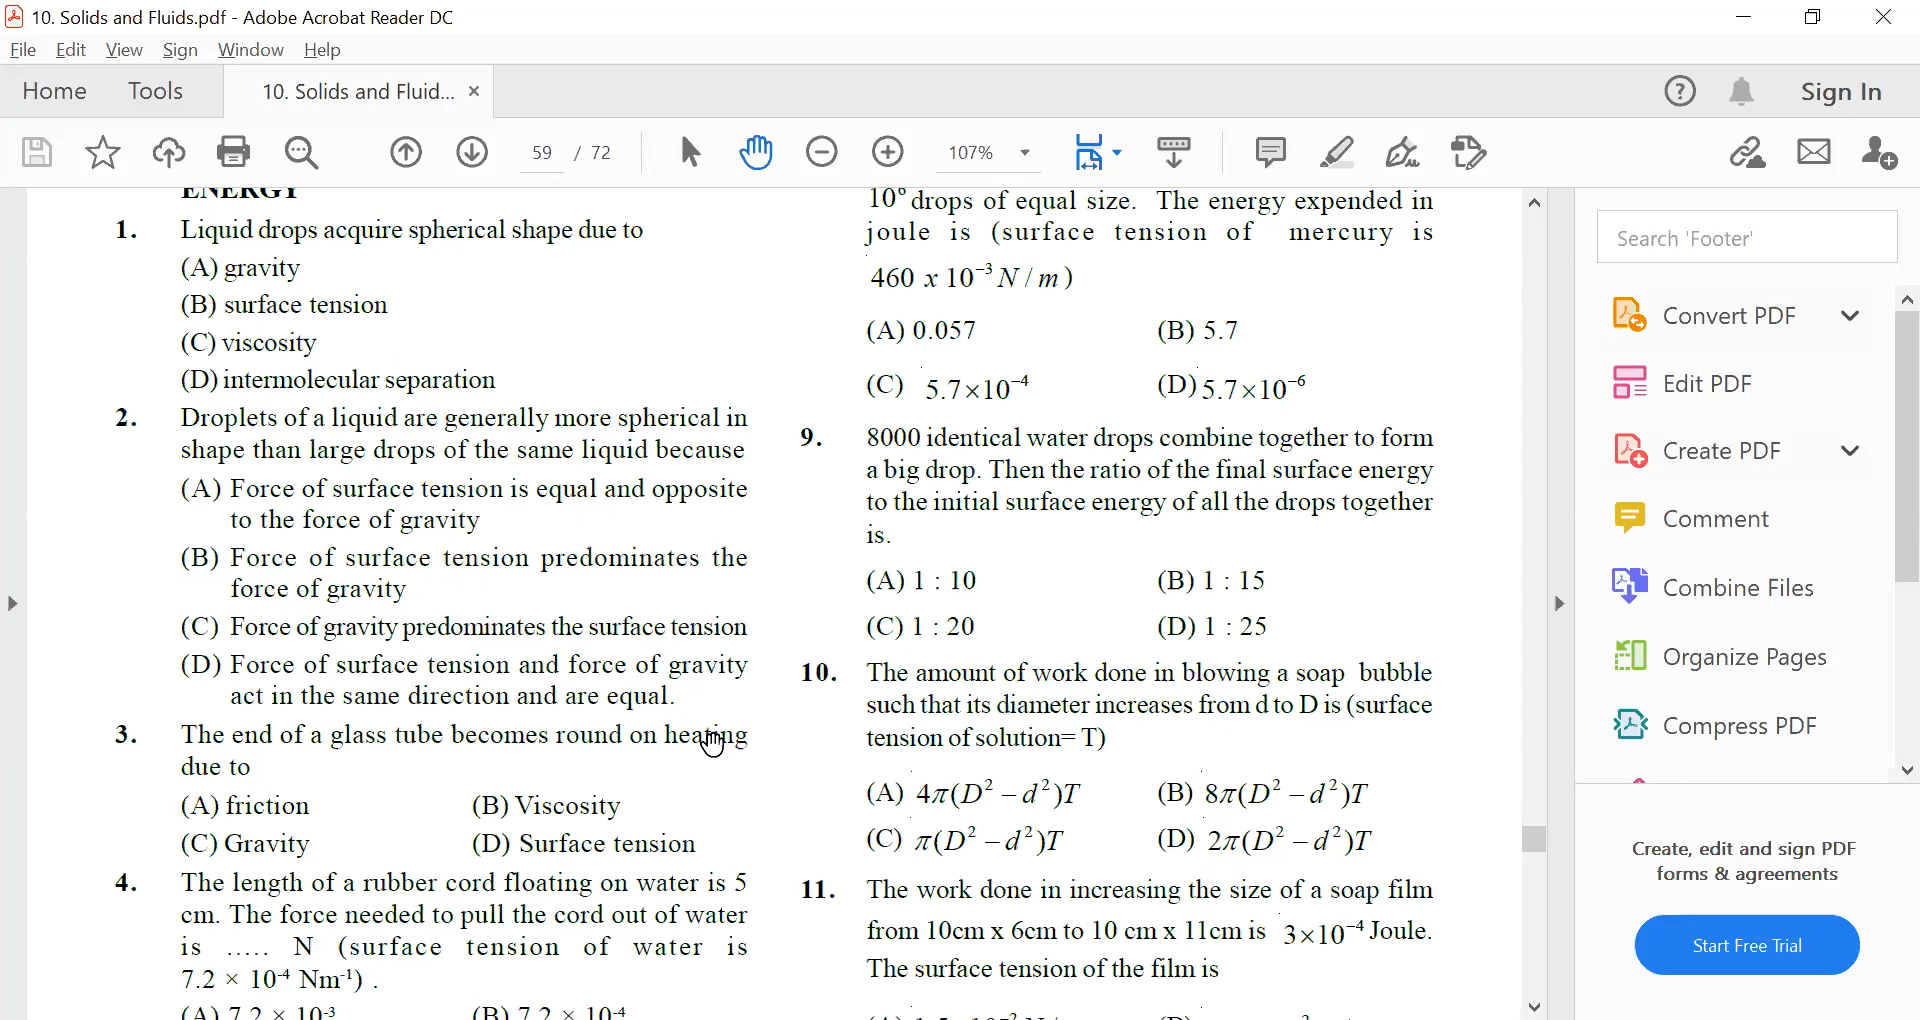 10. Solids and Fluids.pdf - Adobe Acrobat Reader DC
File Edit View Sign Window Help
Home Tools 10. Solids and Fluid... × Sign In
59 / 72 107%
ENERGY
1. Liquid drops acquire spherical shape due to
(A) gravity
(B) surface tension
(C) viscosity
(D) intermolecular separation
2. Droplets of a liquid are generally more spherical in
shape than large drops of the same liquid because
(A) Force of surface tension is equal and opposite
to the force of gravity
(B) Force of surface tension predominates the
force of gravity
(C) Force of gravity predominates the surface tension
(D) Force of surface tension and force of gravity
act in the same direction and are equal.
3. The end of a glass tube becomes round on heating
due to
(A) friction (B) Viscosity
(C) Gravity (D) Surface tension
4. The length of a rubber cord floating on water is 5
cm. The force needed to pull the cord out of water
is ..... N (surface tension of water is
7.2 × 10⁻⁴ Nm⁻¹) .
(A) 7.2 × 10⁻³ (B) 7.2 × 10⁻⁴
10⁶ drops of equal size. The energy expended in
joule is (surface tension of mercury is
460 x 10⁻³ N / m )
(A) 0.057 (B) 5.7
(C) 5.7×10⁻⁴ (D) 5.7×10⁻⁶
9. 8000 identical water drops combine together to form
a big drop. Then the ratio of the final surface energy
to the initial surface energy of all the drops together
is.
(A) 1 : 10 (B) 1 : 15
(C) 1 : 20 (D) 1 : 25
10. The amount of work done in blowing a soap bubble
such that its diameter increases from d to D is (surface
tension of solution= T)
(A) 4π(D² – d²)T (B) 8π(D² – d²)T
(C) π(D² – d²)T (D) 2π(D² – d²)T
11. The work done in increasing the size of a soap film
from 10cm x 6cm to 10 cm x 11cm is 3×10⁻⁴ Joule.
The surface tension of the film is
Search 'Footer'
Convert PDF
Edit PDF
Create PDF
Comment
Combine Files
Organize Pages
Compress PDF
Create, edit and sign PDF
forms & agreements
Start Free Trial